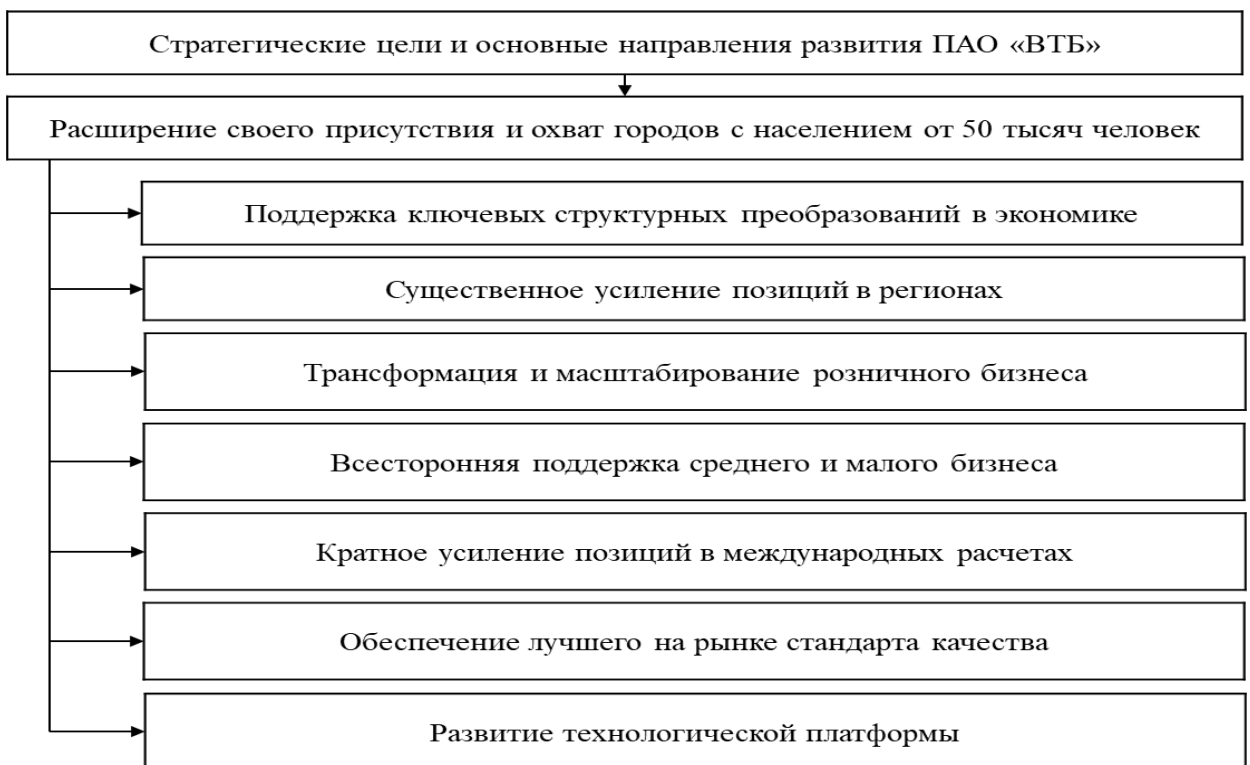 Стратегические цели и основные направления развития ПАО «ВТБ»
Расширение своего присутствия и охват городов с населением от 50 тысяч человек
Поддержка ключевых структурных преобразований в экономике
Существенное усиление позиций в регионах
Трансформация и масштабирование розничного бизнеса
Всесторонняя поддержка среднего и малого бизнеса
Кратное усиление позиций в международных расчетах
Обеспечение лучшего на рынке стандарта качества
Развитие технологической платформы